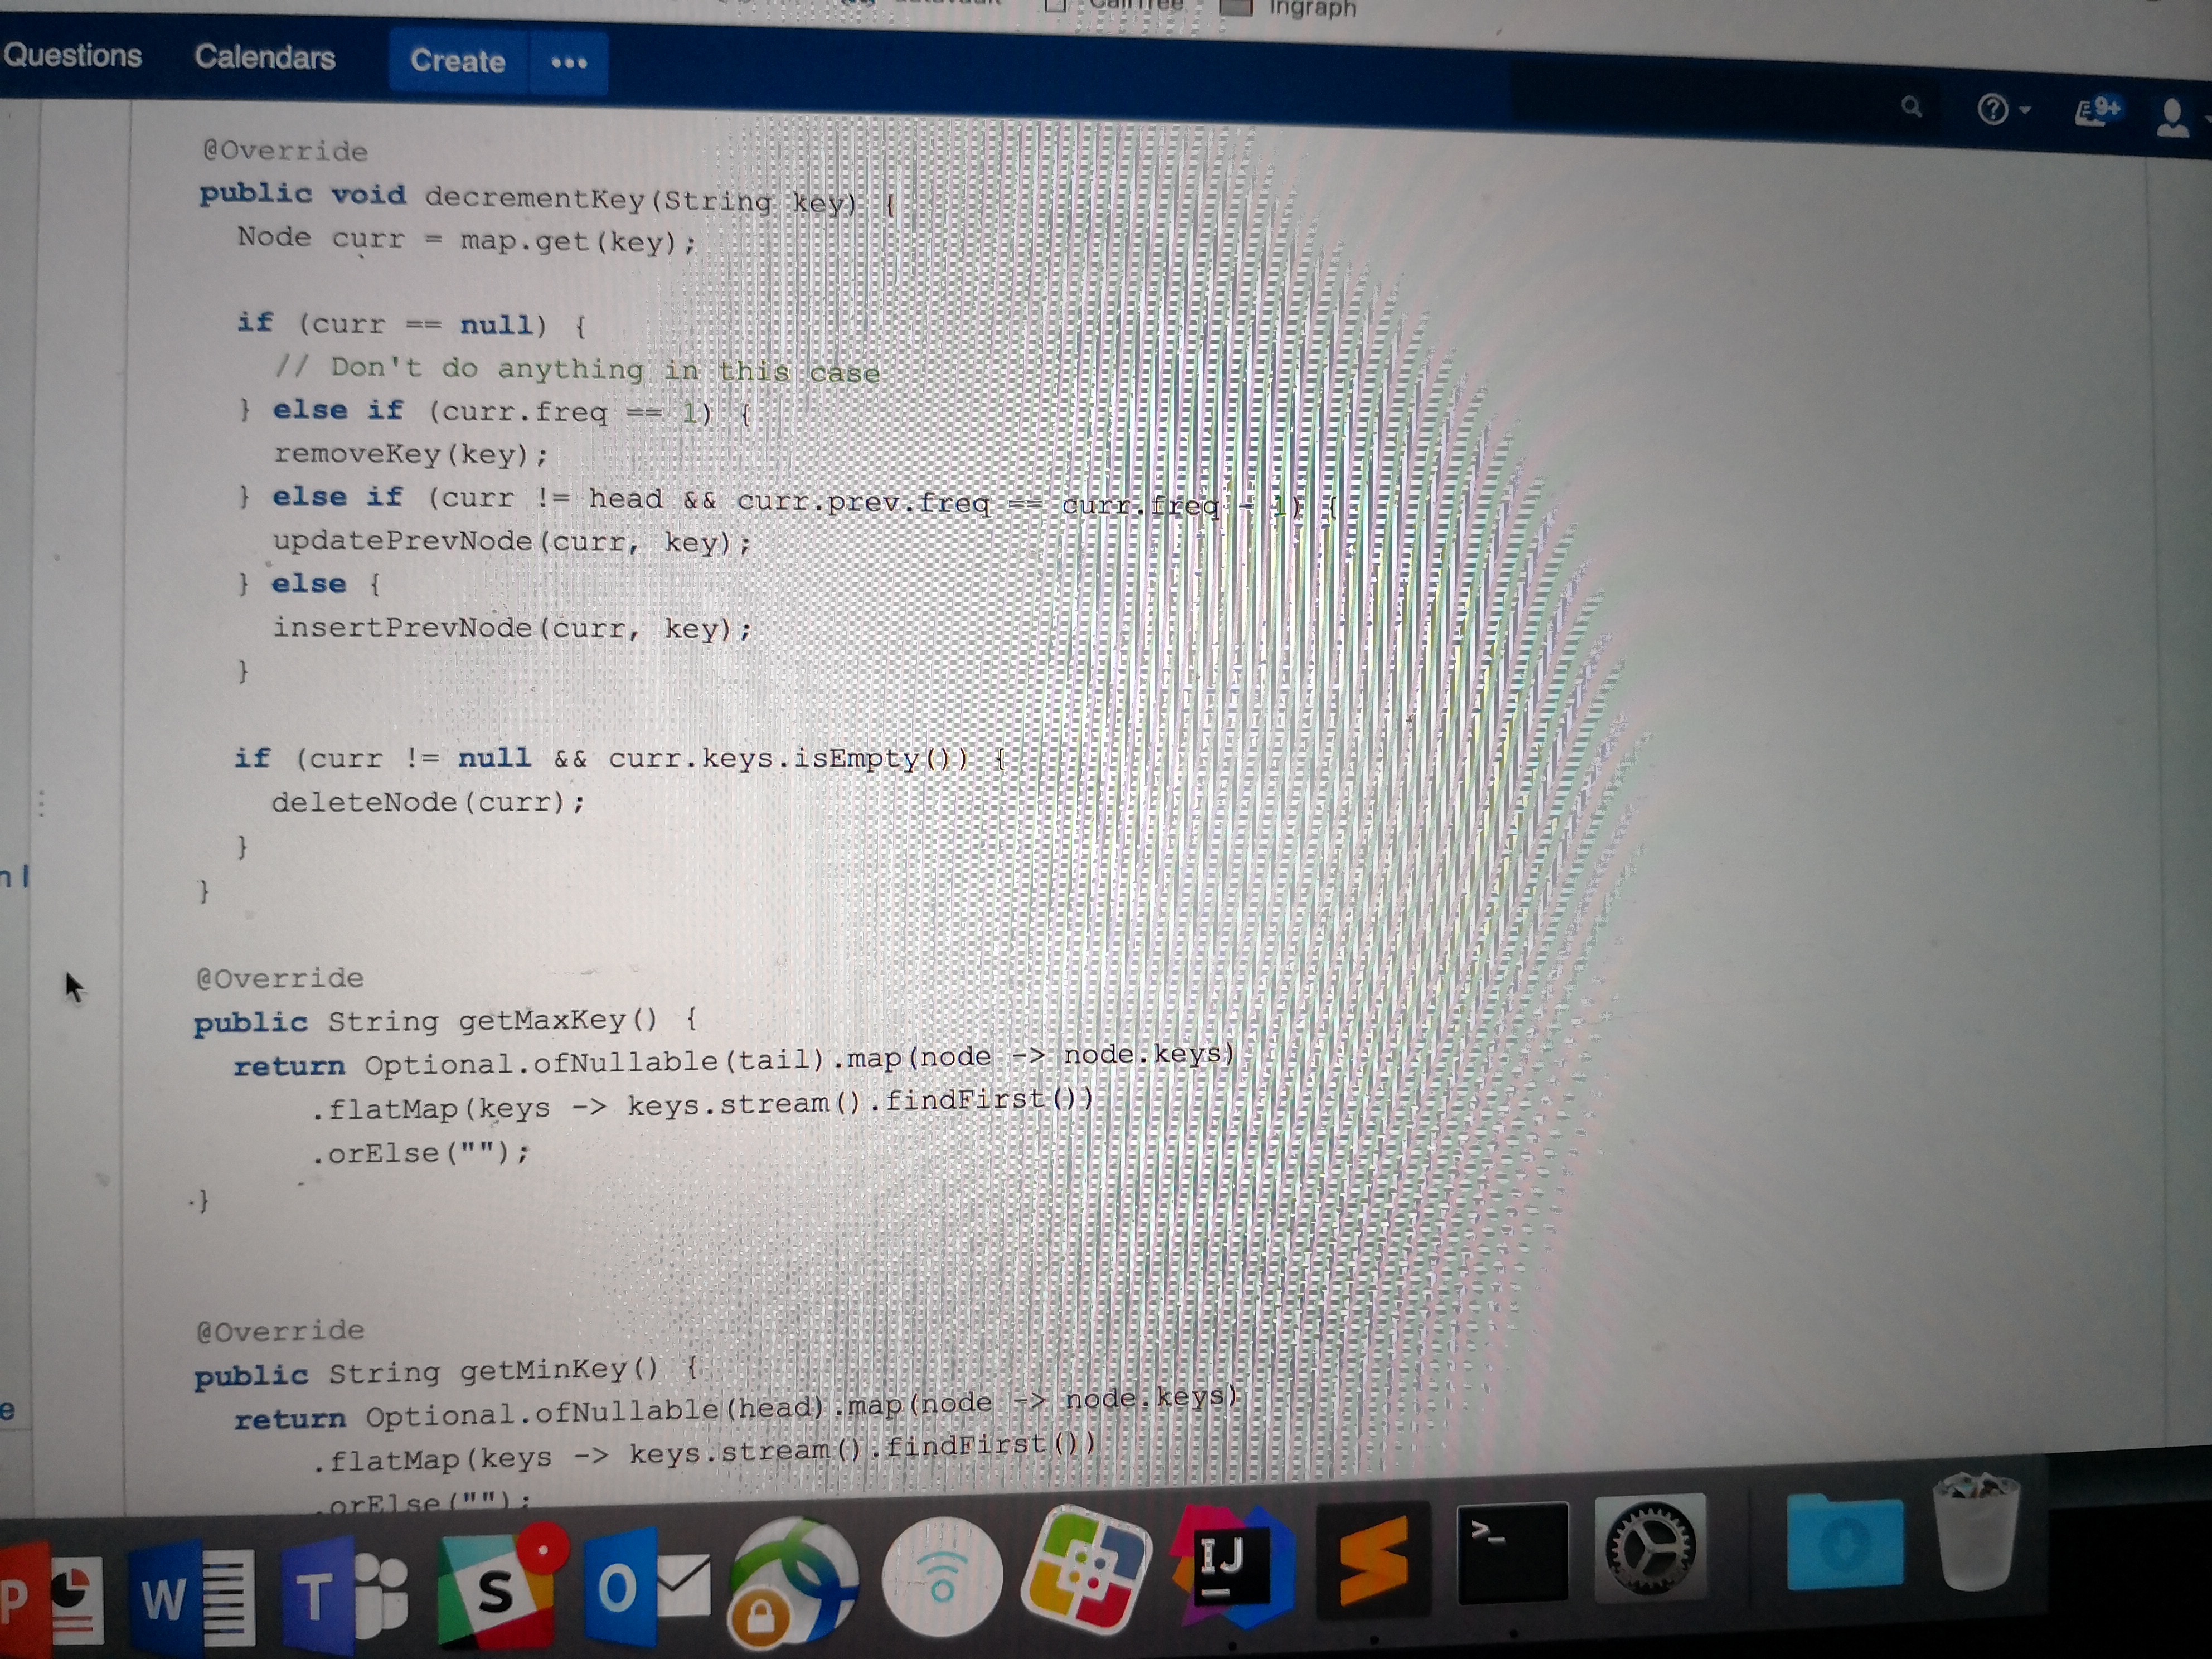 Ingraph
Questions Calendars Create •••
9+
@Override
public void decrementKey(String key) {
Node curr = map.get(key);
if (curr == null) {
// Don't do anything in this case
} else if (curr.freq == 1) {
removeKey(key);
} else if (curr != head && curr.prev.freq == curr.freq - 1) {
updatePrevNode(curr, key);
} else {
insertPrevNode(curr, key);
}
if (curr != null && curr.keys.isEmpty()) {
deleteNode(curr);
}
n I
}
@Override
public String getMaxKey() {
return Optional.ofNullable(tail).map(node -> node.keys)
.flatMap(keys -> keys.stream().findFirst())
.orElse("");
}
@Override
public String getMinKey() {
e
return Optional.ofNullable(head).map(node -> node.keys)
.flatMap(keys -> keys.stream().findFirst())
.orElse("");
P W T S O IJ >_